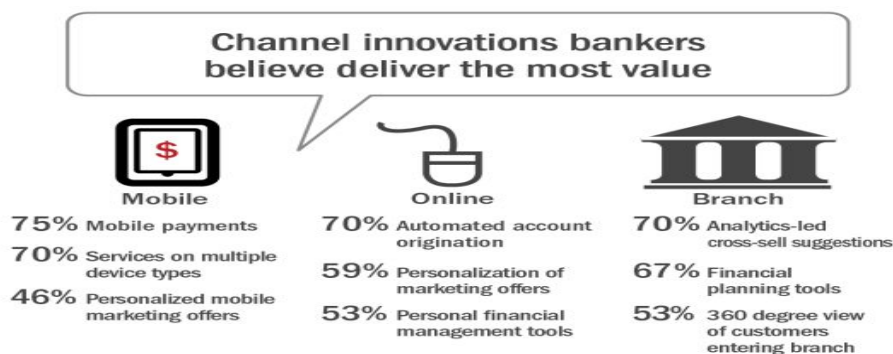 Channel innovations bankers
believe deliver the most value
$
Mobile
75% Mobile payments
70% Services on multiple
device types
46% Personalized mobile
marketing offers
Online
70% Automated account
origination
59% Personalization of
marketing offers
53% Personal financial
management tools
Branch
70% Analytics-led
cross-sell suggestions
67% Financial
planning tools
53% 360 degree view
of customers
entering branch